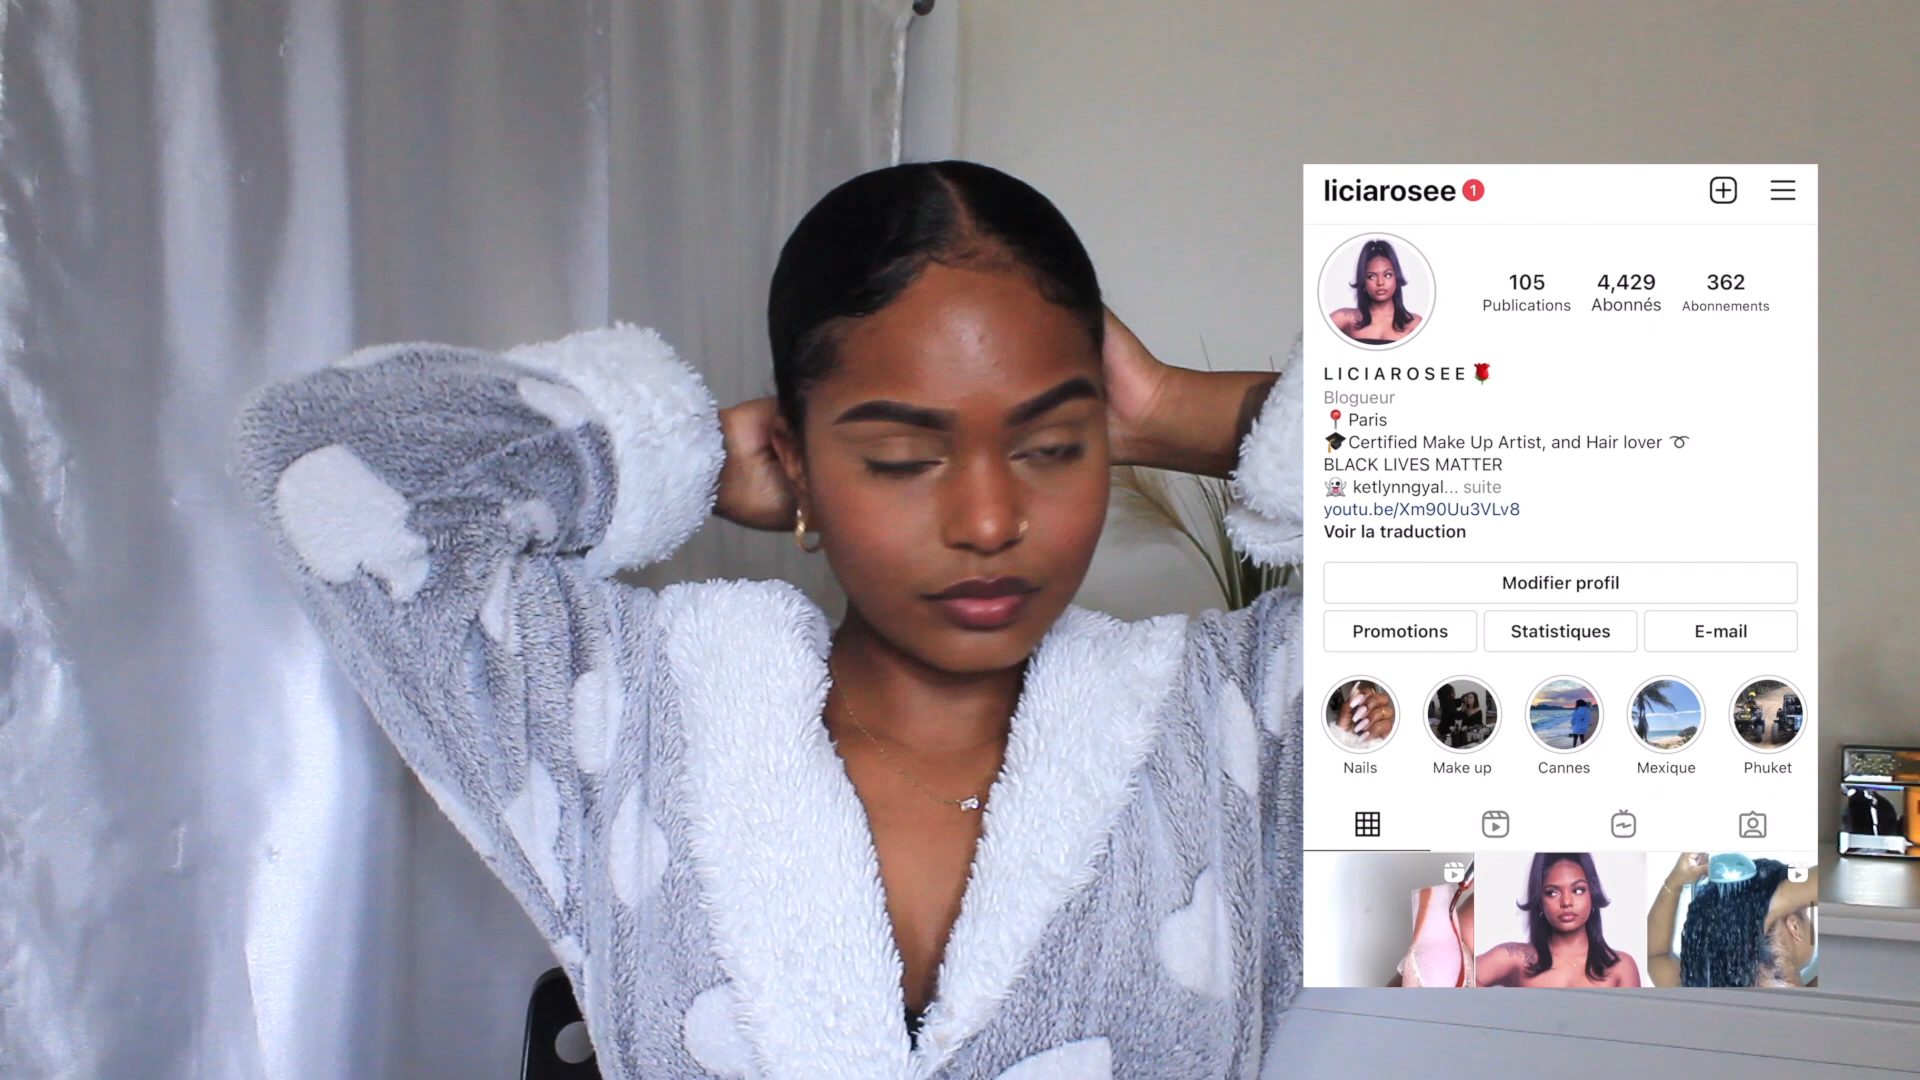 liciarosee 1
105 4,429 362
Publications Abonnés Abonnements
L I C I A R O S E E 🌹
Blogueur
📍 Paris
🎓Certified Make Up Artist, and Hair lover ➰
BLACK LIVES MATTER
👻 ketlynngyal... suite
youtu.be/Xm90Uu3VLv8
Voir la traduction
Modifier profil
Promotions Statistiques E-mail
Nails Make up Cannes Mexique Phuket